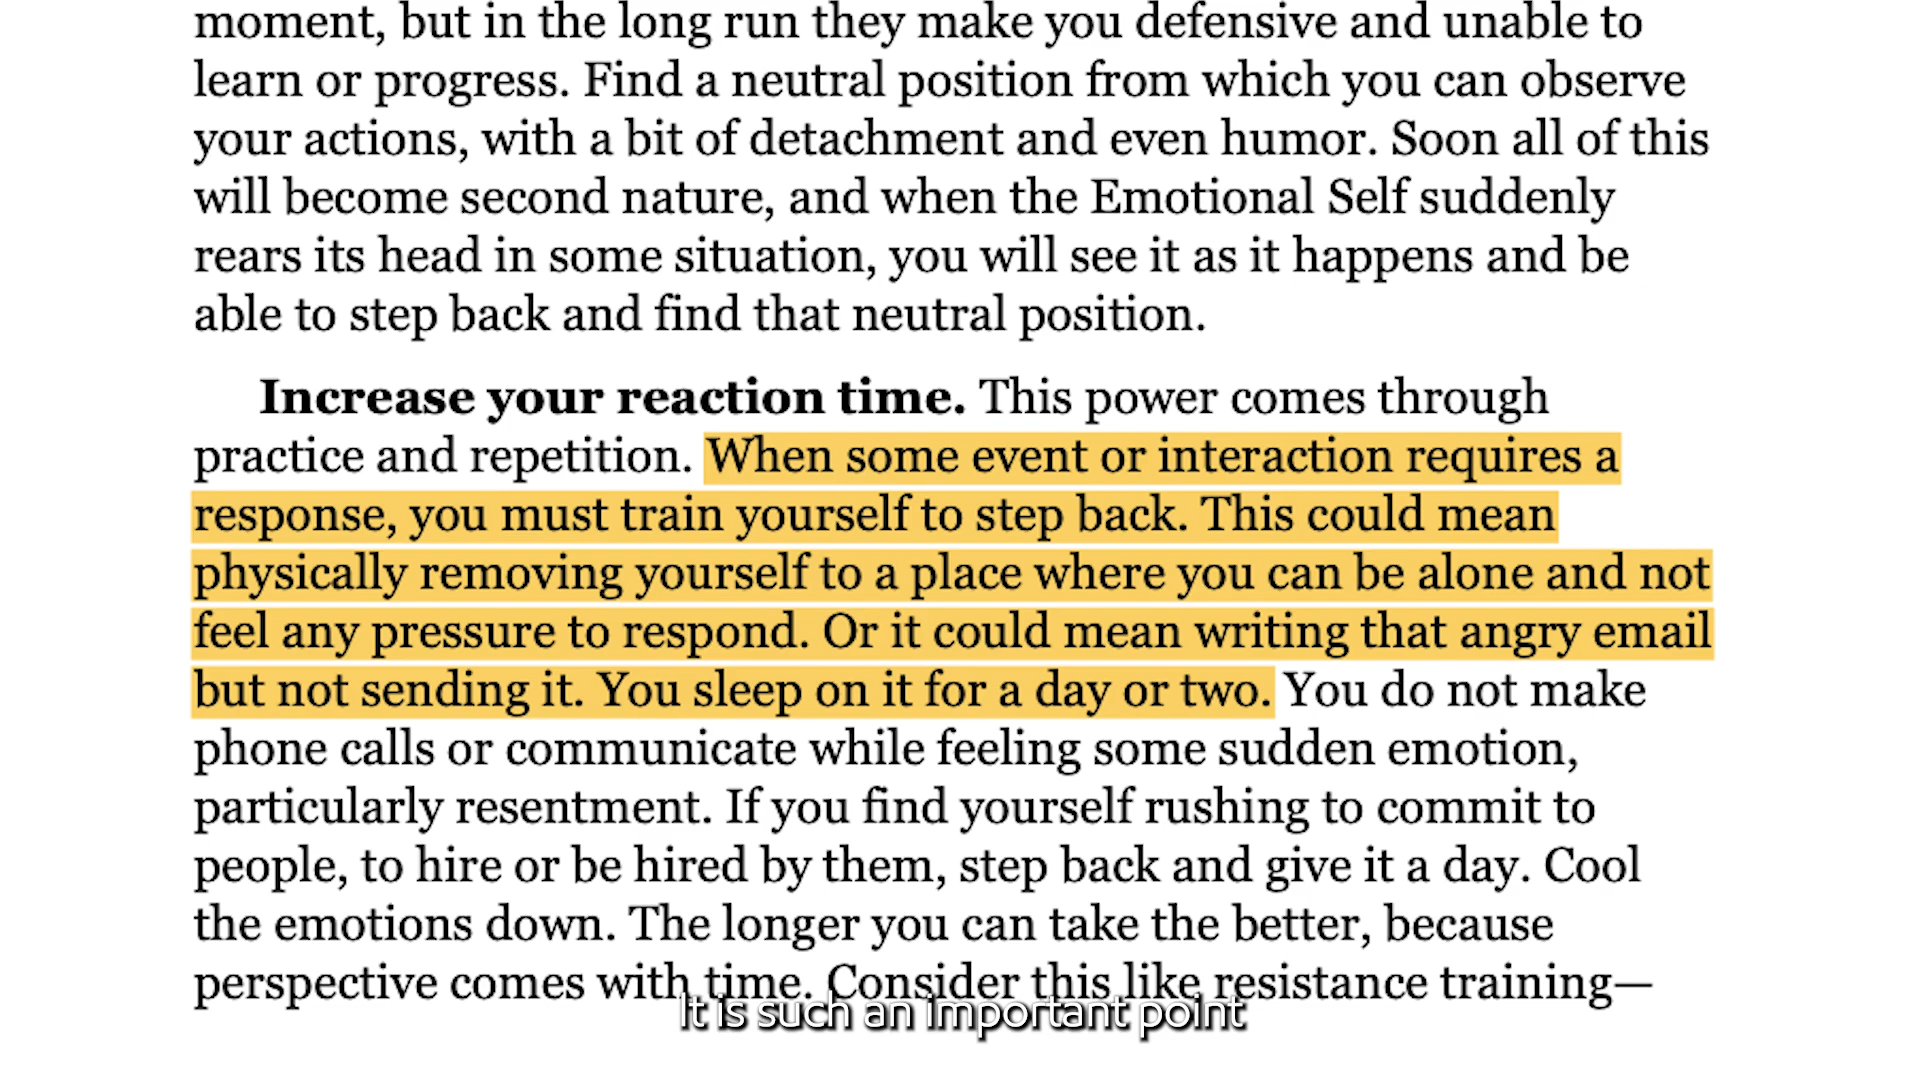 moment, but in the long run they make you defensive and unable to
learn or progress. Find a neutral position from which you can observe
your actions, with a bit of detachment and even humor. Soon all of this
will become second nature, and when the Emotional Self suddenly
rears its head in some situation, you will see it as it happens and be
able to step back and find that neutral position.
Increase your reaction time. This power comes through
practice and repetition. When some event or interaction requires a
response, you must train yourself to step back. This could mean
physically removing yourself to a place where you can be alone and not
feel any pressure to respond. Or it could mean writing that angry email
but not sending it. You sleep on it for a day or two. You do not make
phone calls or communicate while feeling some sudden emotion,
particularly resentment. If you find yourself rushing to commit to
people, to hire or be hired by them, step back and give it a day. Cool
the emotions down. The longer you can take the better, because
perspective comes with time. Consider this like resistance training—
It is such an important point